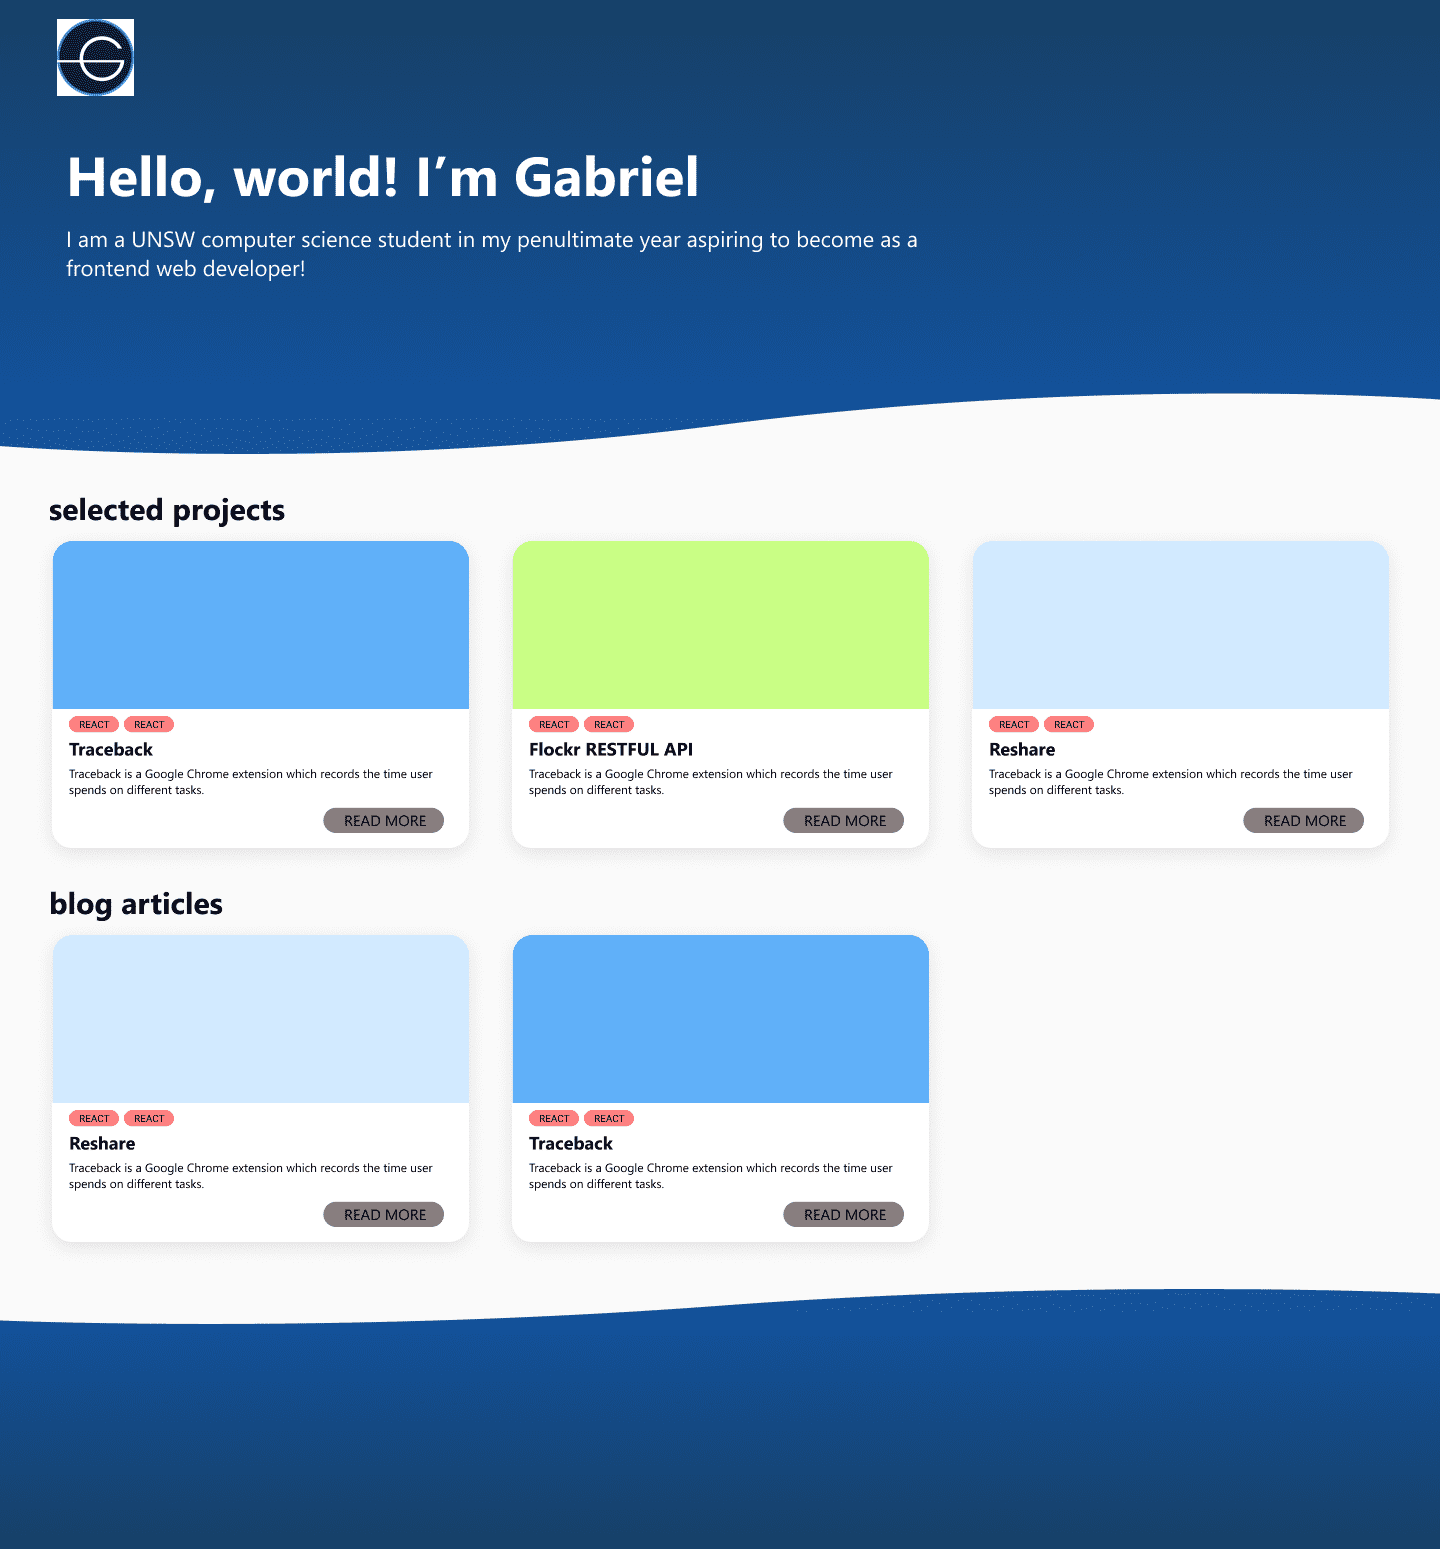 G
Hello, world! I’m Gabriel
I am a UNSW computer science student in my penultimate year aspiring to become as a
frontend web developer!
selected projects
REACT REACT
Traceback
Traceback is a Google Chrome extension which records the time user
spends on different tasks.
READ MORE
REACT REACT
Flockr RESTFUL API
Traceback is a Google Chrome extension which records the time user
spends on different tasks.
READ MORE
REACT REACT
Reshare
Traceback is a Google Chrome extension which records the time user
spends on different tasks.
READ MORE
blog articles
REACT REACT
Reshare
Traceback is a Google Chrome extension which records the time user
spends on different tasks.
READ MORE
REACT REACT
Traceback
Traceback is a Google Chrome extension which records the time user
spends on different tasks.
READ MORE